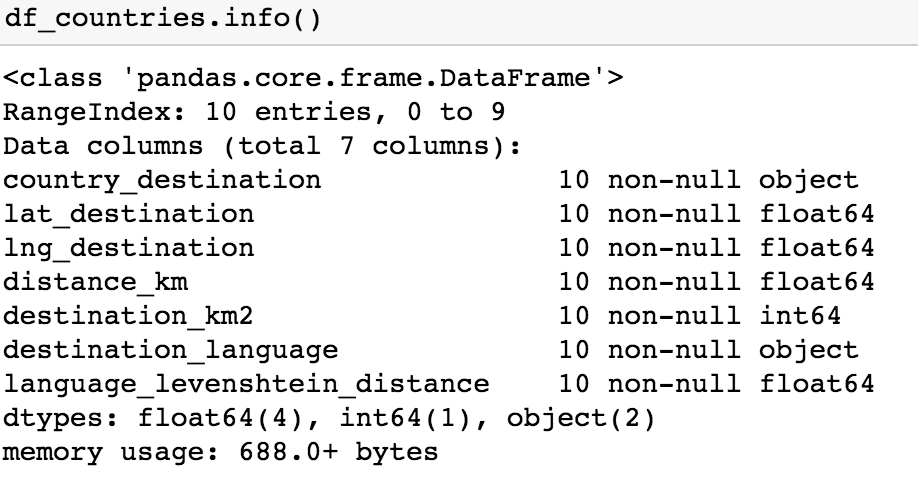 df_countries.info()
<class 'pandas.core.frame.DataFrame'>
RangeIndex: 10 entries, 0 to 9
Data columns (total 7 columns):
country_destination              10 non-null object
lat_destination                  10 non-null float64
lng_destination                  10 non-null float64
distance_km                      10 non-null float64
destination_km2                  10 non-null int64
destination_language             10 non-null object
language_levenshtein_distance    10 non-null float64
dtypes: float64(4), int64(1), object(2)
memory usage: 688.0+ bytes